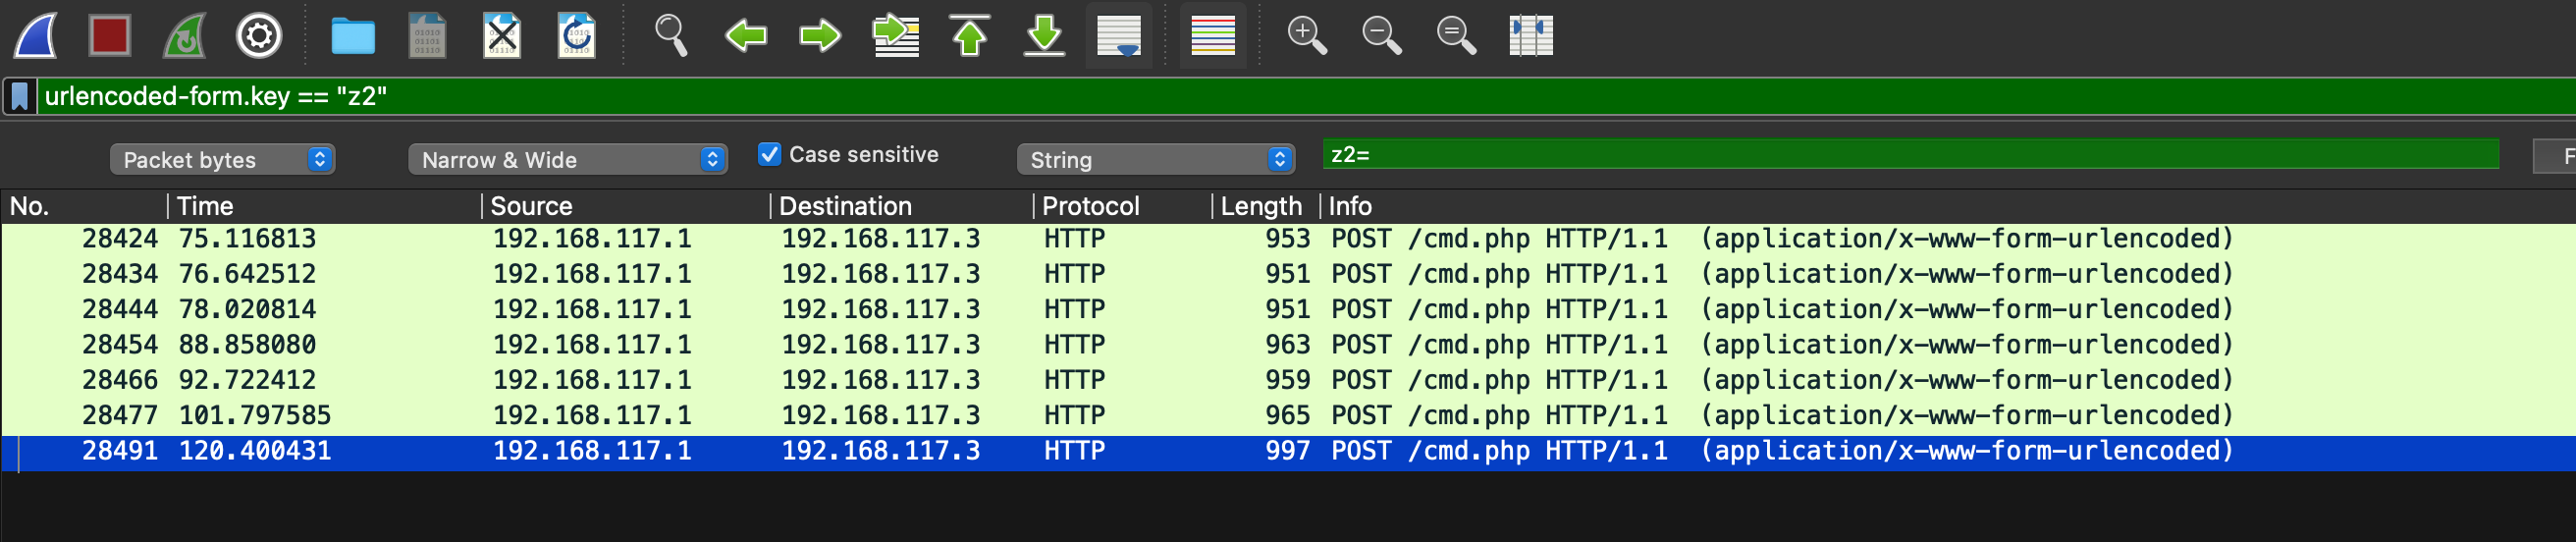 urlencoded-form.key == "z2"
Packet bytes Narrow & Wide Case sensitive String z2= F
No. Time Source Destination Protocol Length Info
28424 75.116813 192.168.117.1 192.168.117.3 HTTP 953 POST /cmd.php HTTP/1.1 (application/x-www-form-urlencoded)
28434 76.642512 192.168.117.1 192.168.117.3 HTTP 951 POST /cmd.php HTTP/1.1 (application/x-www-form-urlencoded)
28444 78.020814 192.168.117.1 192.168.117.3 HTTP 951 POST /cmd.php HTTP/1.1 (application/x-www-form-urlencoded)
28454 88.858080 192.168.117.1 192.168.117.3 HTTP 963 POST /cmd.php HTTP/1.1 (application/x-www-form-urlencoded)
28466 92.722412 192.168.117.1 192.168.117.3 HTTP 959 POST /cmd.php HTTP/1.1 (application/x-www-form-urlencoded)
28477 101.797585 192.168.117.1 192.168.117.3 HTTP 965 POST /cmd.php HTTP/1.1 (application/x-www-form-urlencoded)
28491 120.400431 192.168.117.1 192.168.117.3 HTTP 997 POST /cmd.php HTTP/1.1 (application/x-www-form-urlencoded)